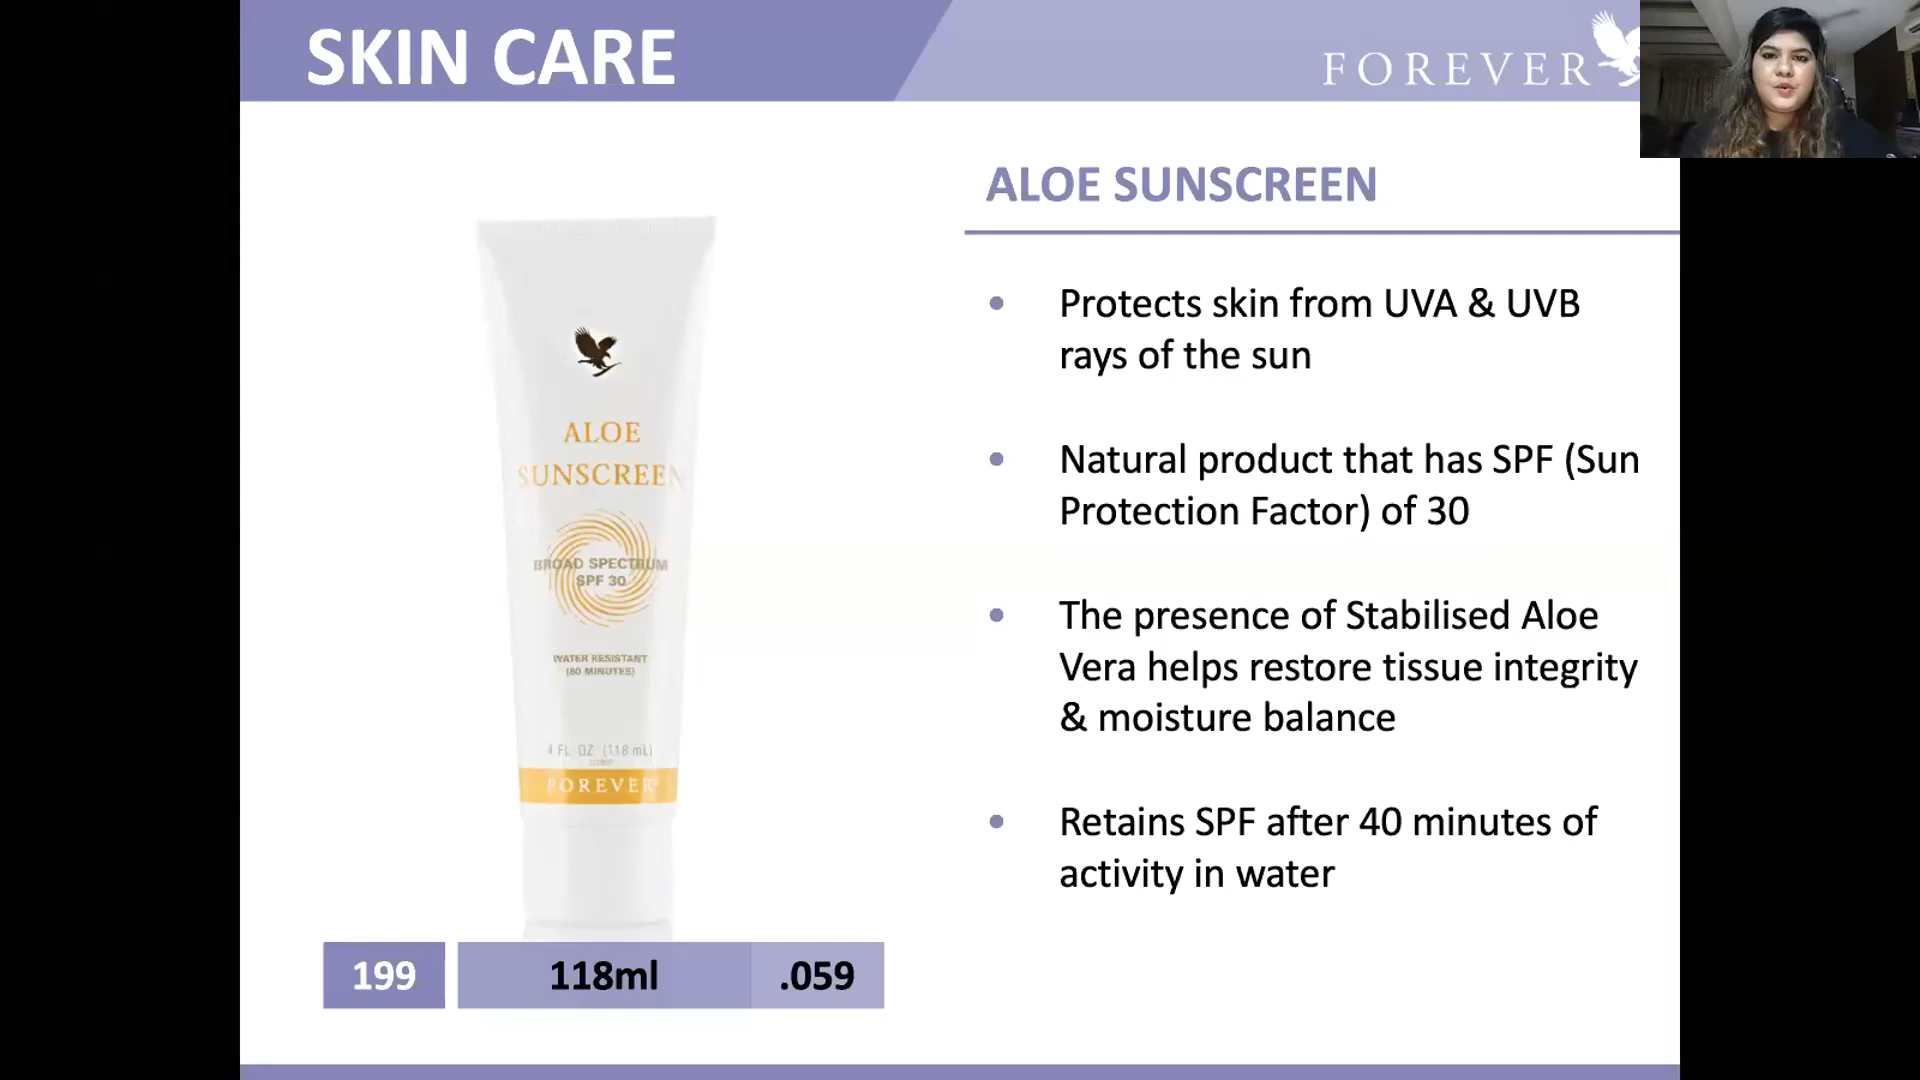 SKIN CARE
FOREVER
ALOE SUNSCREEN
• Protects skin from UVA & UVB
rays of the sun
• Natural product that has SPF (Sun
Protection Factor) of 30
• The presence of Stabilised Aloe
Vera helps restore tissue integrity
& moisture balance
• Retains SPF after 40 minutes of
activity in water
ALOE
SUNSCREEN
BROAD SPECTRUM
SPF 30
WATER RESISTANT
(80 MINUTES)
4 FL OZ (118 mL)
FOREVER
199 118ml .059